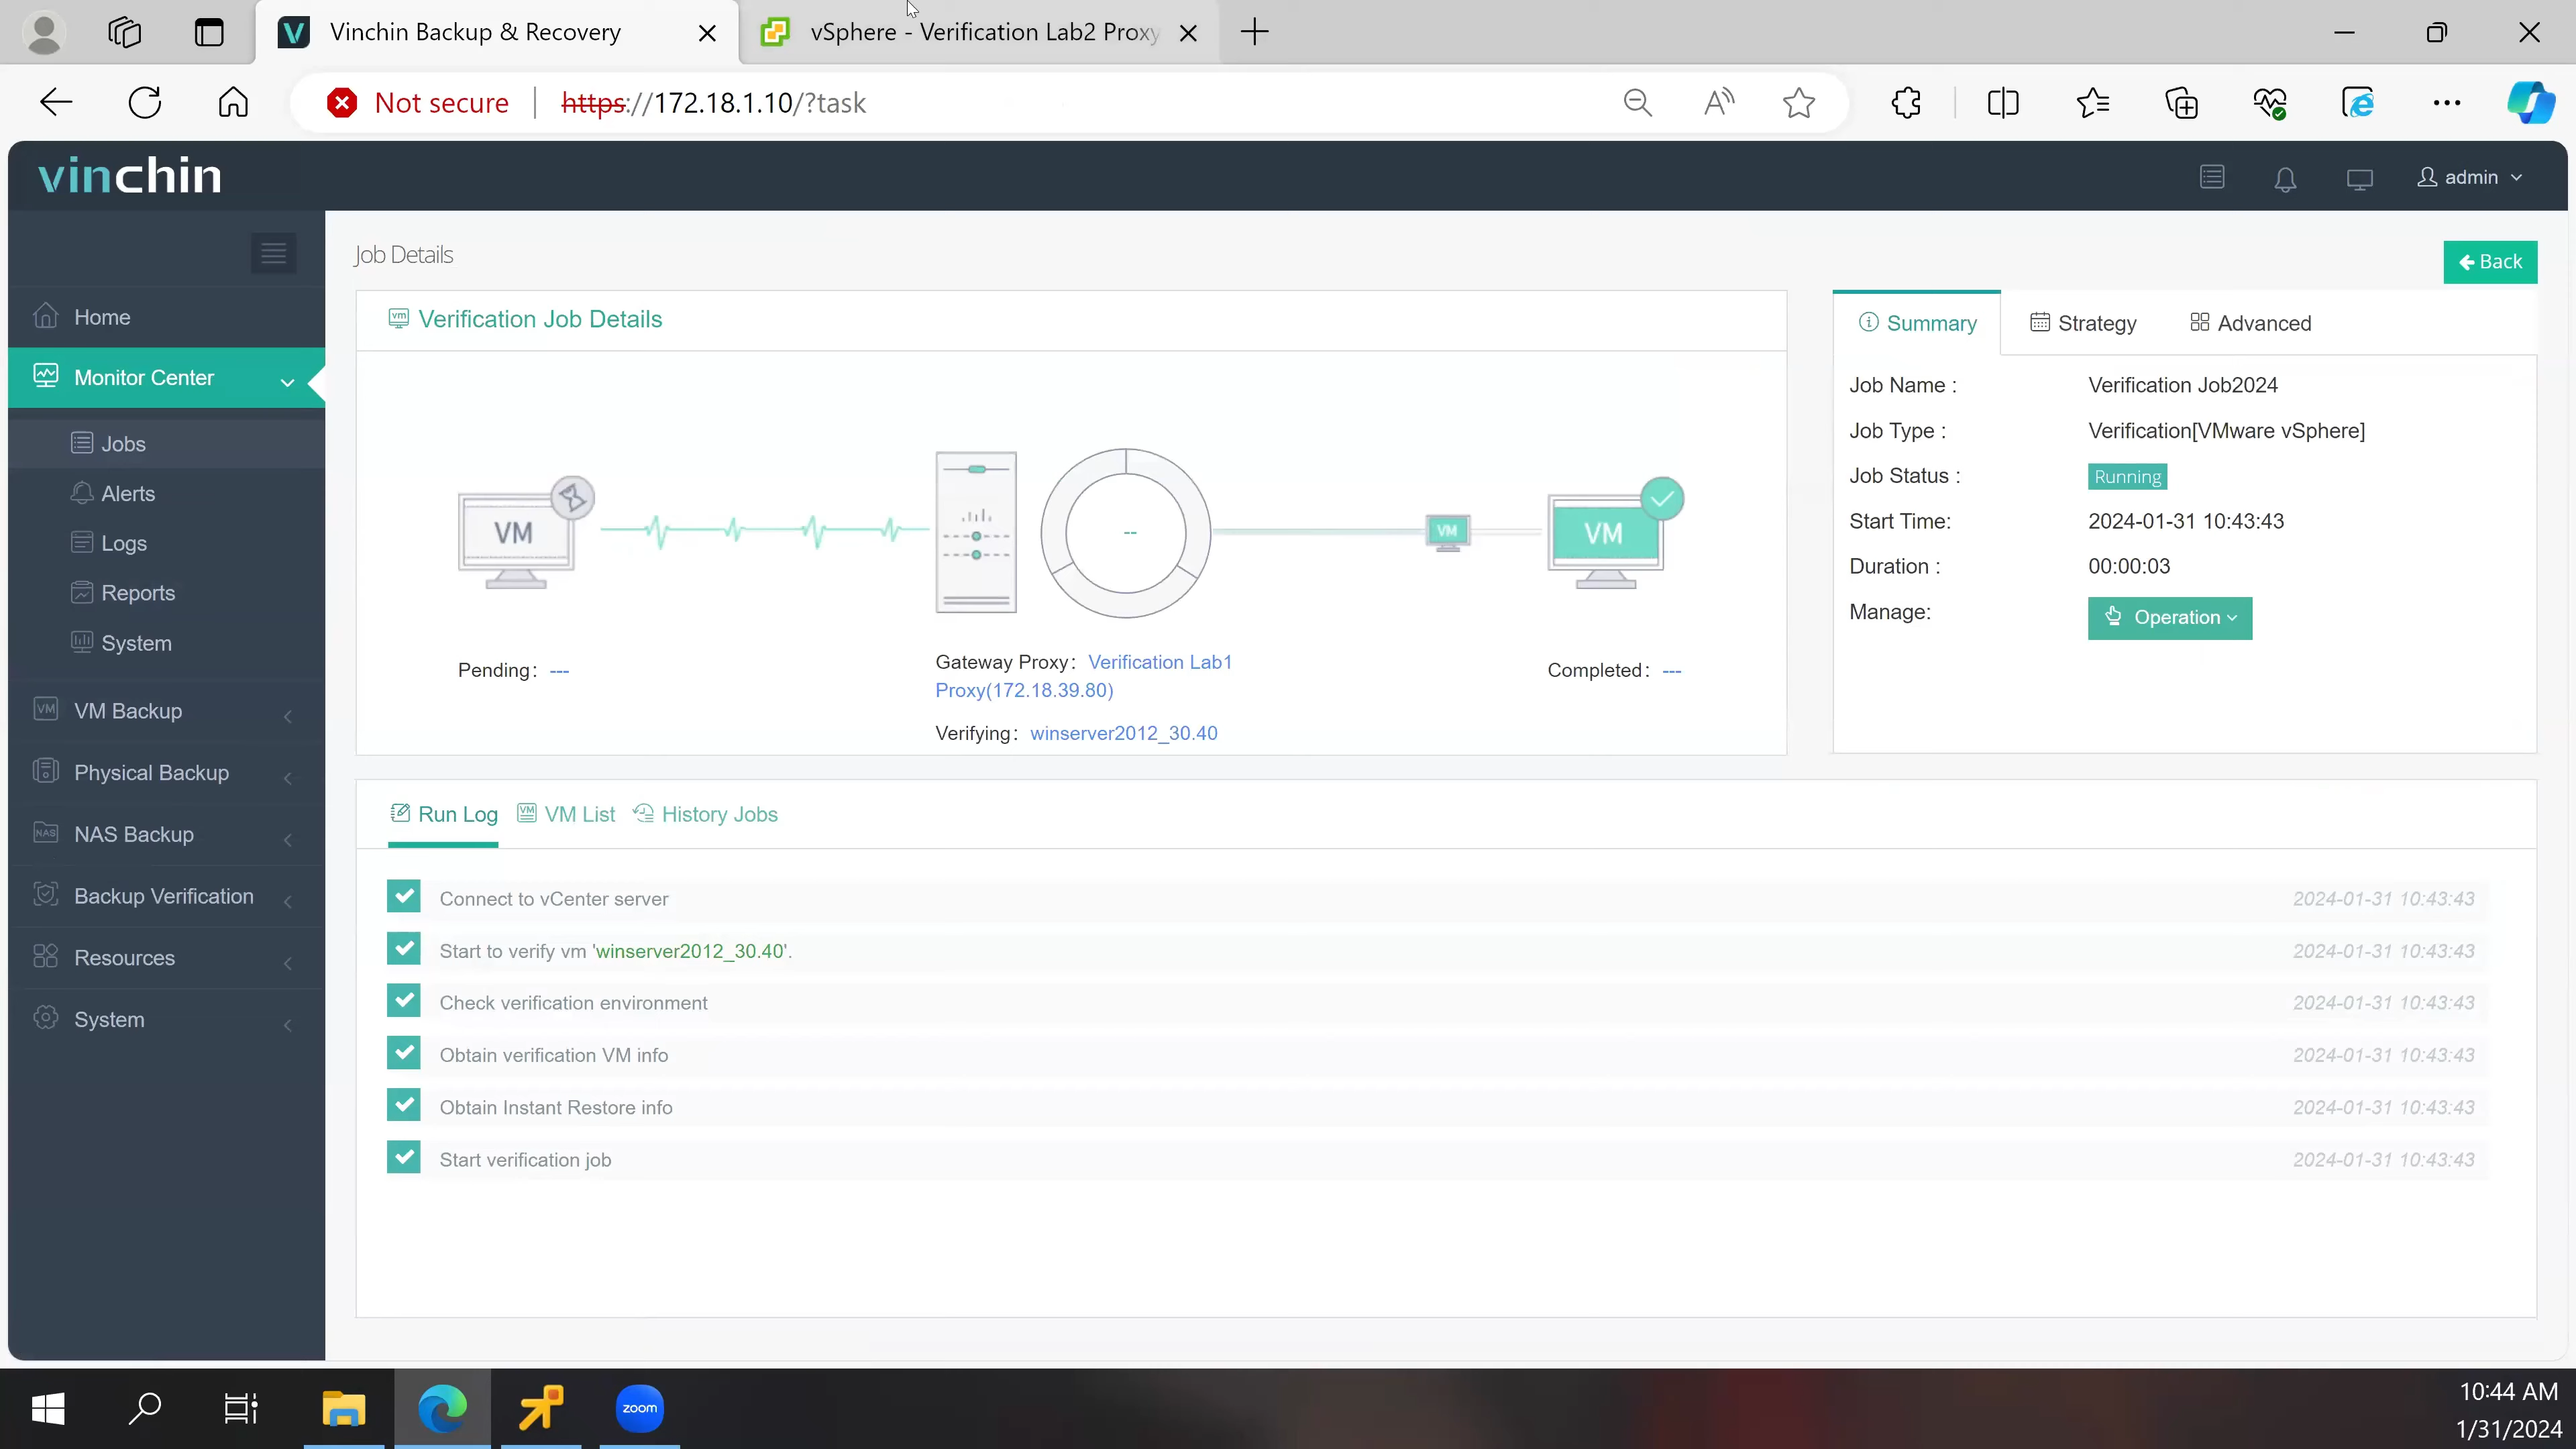 Vinchin Backup & Recovery
vSphere - Verification Lab2 Proxy
Not secure
https://172.18.1.10/?task
vinchin
admin
Job Details
Back
Home
Monitor Center
Jobs
Alerts
Logs
Reports
System
VM Backup
Physical Backup
NAS Backup
Backup Verification
Resources
System
Verification Job Details
VM
VM
VM
--
Pending: ---
Gateway Proxy: Verification Lab1
Proxy(172.18.39.80)
Verifying: winserver2012_30.40
Completed: ---
Summary
Strategy
Advanced
Job Name : Verification Job2024
Job Type : Verification[VMware vSphere]
Job Status : Running
Start Time: 2024-01-31 10:43:43
Duration : 00:00:03
Manage: Operation
Run Log
VM List
History Jobs
Connect to vCenter server 2024-01-31 10:43:43
Start to verify vm 'winserver2012_30.40'. 2024-01-31 10:43:43
Check verification environment 2024-01-31 10:43:43
Obtain verification VM info 2024-01-31 10:43:43
Obtain Instant Restore info 2024-01-31 10:43:43
Start verification job 2024-01-31 10:43:43
zoom
10:44 AM
1/31/2024